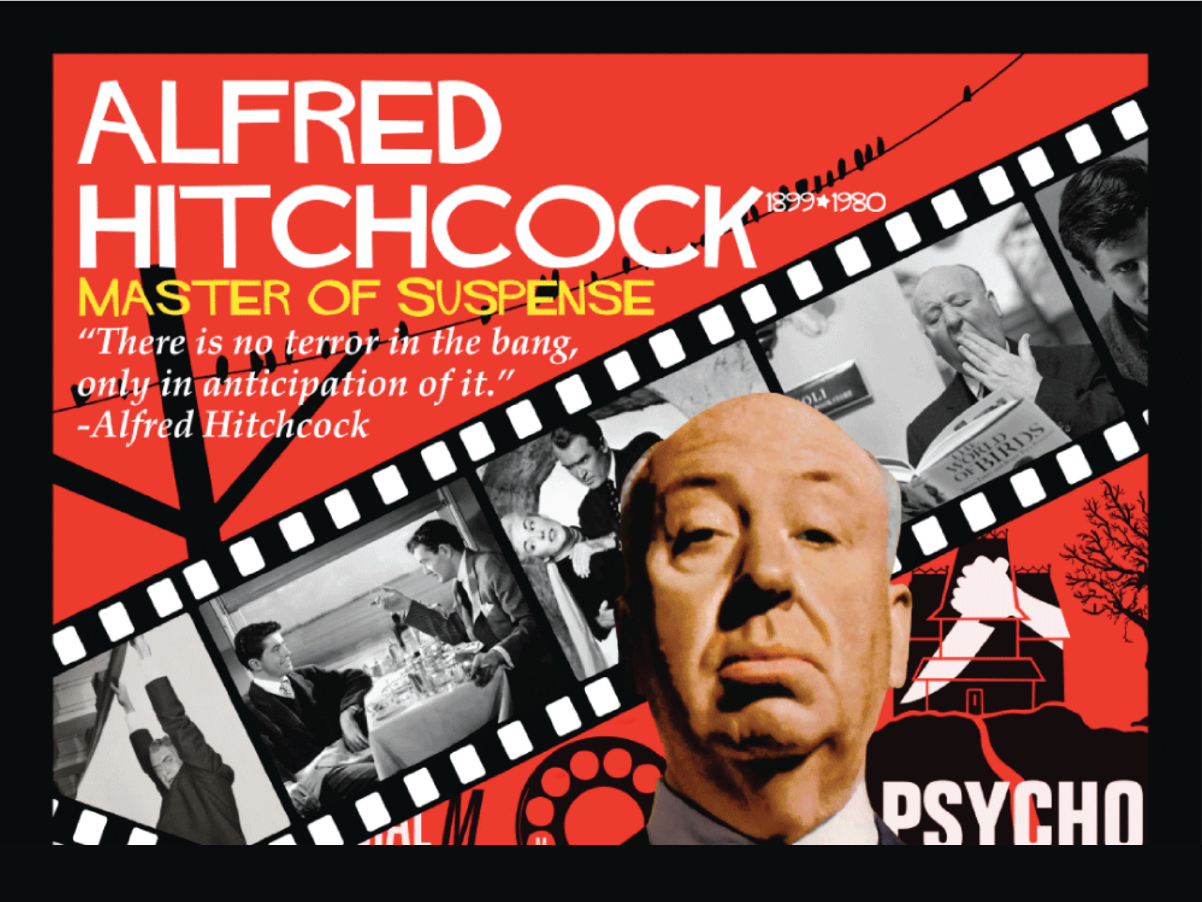 ALFRED
HITCHCOCK 1899★1980
MASTER OF SUSPENSE
“There is no terror in the bang,
only in anticipation of it.”
-Alfred Hitchcock
THE
WORLD
OF BIRDS
M
M
PSYCHO